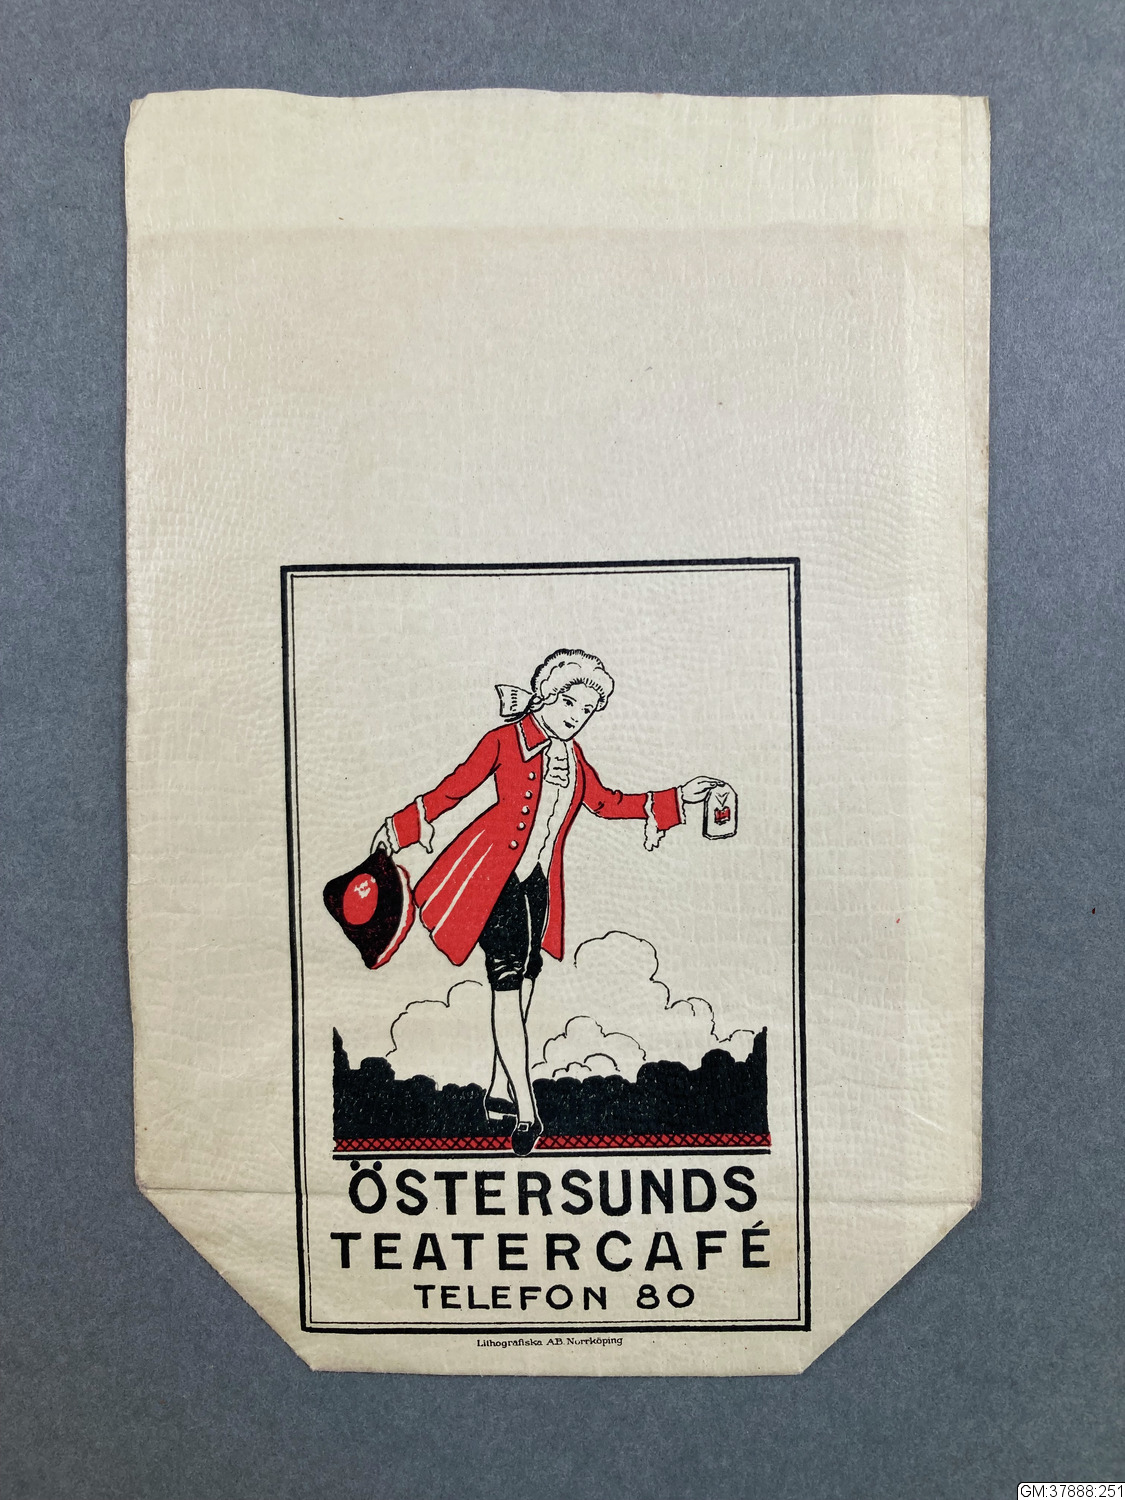 ÖSTERSUNDS
TEATERCAFÉ
TELEFON 80
Lithografiska AB. Norrköping
GM:37888:251